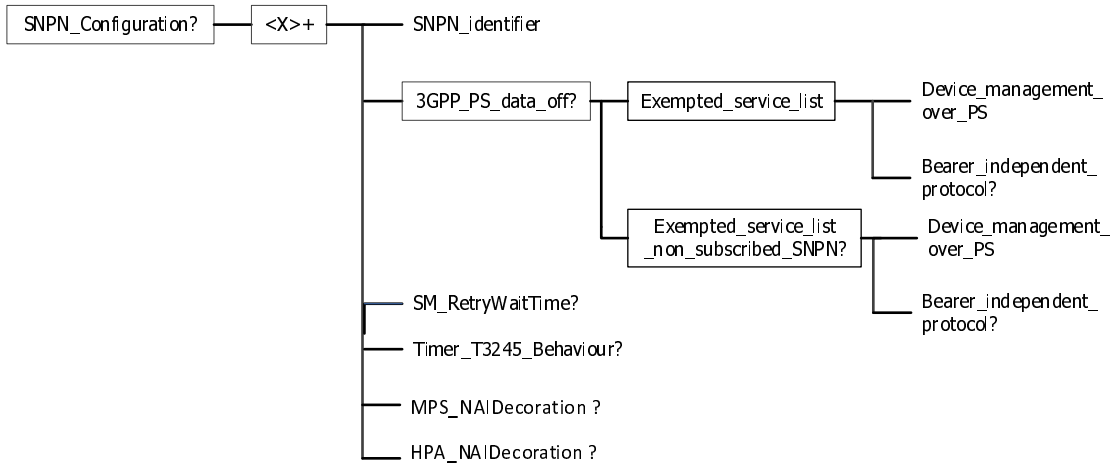 SNPN_Configuration?
<X>+
SNPN_identifier
3GPP_PS_data_off?
Exempted_service_list
Device_management_
over_PS
Bearer_independent_
protocol?
Exempted_service_list
_non_subscribed_SNPN?
Device_management_
over_PS
Bearer_independent_
protocol?
SM_RetryWaitTime?
Timer_T3245_Behaviour?
MPS_NAIDecoration ?
HPA_NAIDecoration ?